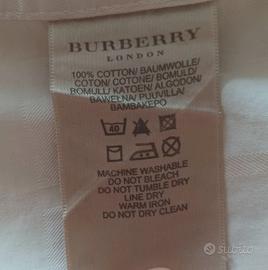 BURBERRY
LONDON
100% COTTON/ BAUMWOLLE/
COTON/ COTONE/ BOMULD/
BOMULL/ KATOEN/ ALGODON/
BAWEŁNA/ PUUVILLA/
ΒΑΜΒΑΚΕΡΟ
40
MACHINE WASHABLE
DO NOT BLEACH
DO NOT TUMBLE DRY
LINE DRY
WARM IRON
DO NOT DRY CLEAN
subito